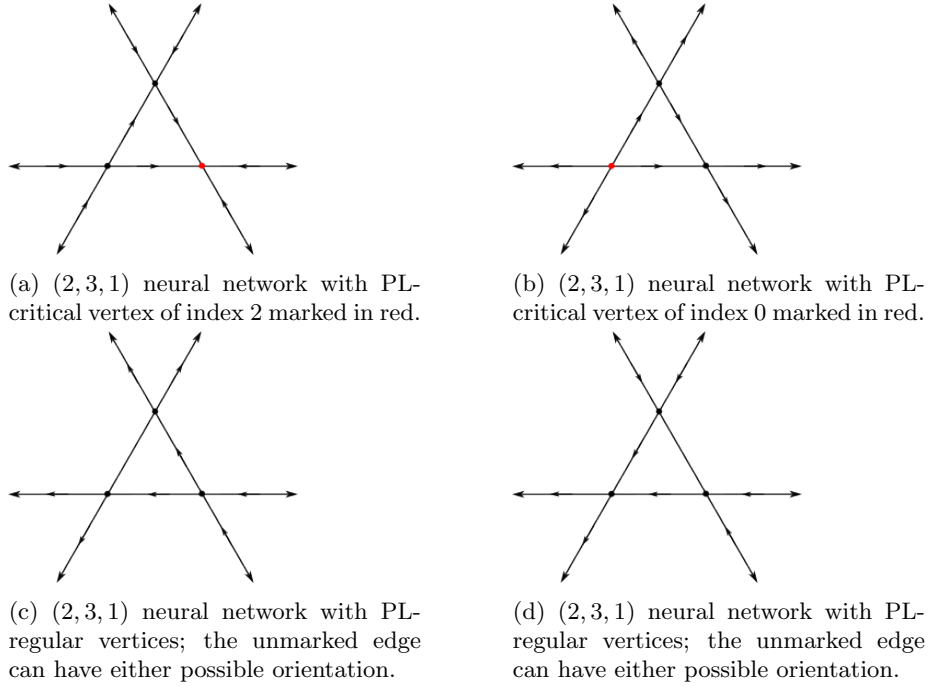 (a) (2, 3, 1) neural network with PL-
critical vertex of index 2 marked in red.
(b) (2, 3, 1) neural network with PL-
critical vertex of index 0 marked in red.
(c) (2, 3, 1) neural network with PL-
regular vertices; the unmarked edge
can have either possible orientation.
(d) (2, 3, 1) neural network with PL-
regular vertices; the unmarked edge
can have either possible orientation.